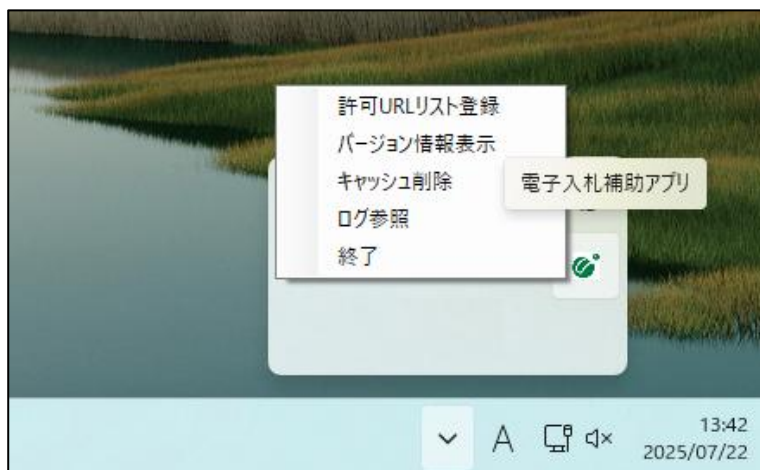 許可URLリスト登録
バージョン情報表示
キャッシュ削除
電子入札補助アプリ
ログ参照
終了
A
13:42
2025/07/22